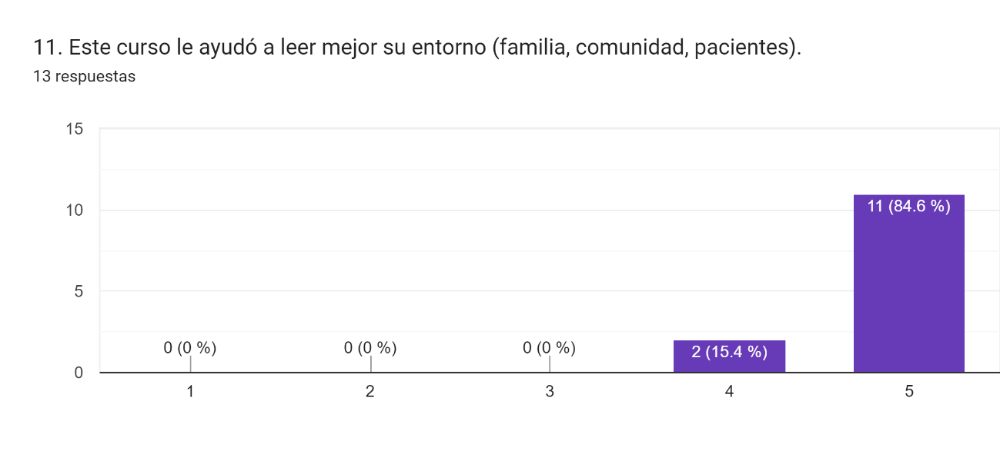 11. Este curso le ayudó a leer mejor su entorno (familia, comunidad, pacientes).
13 respuestas
15
10
5
0
0 (0 %)
0 (0 %)
0 (0 %)
2 (15.4 %)
11 (84.6 %)
1
2
3
4
5